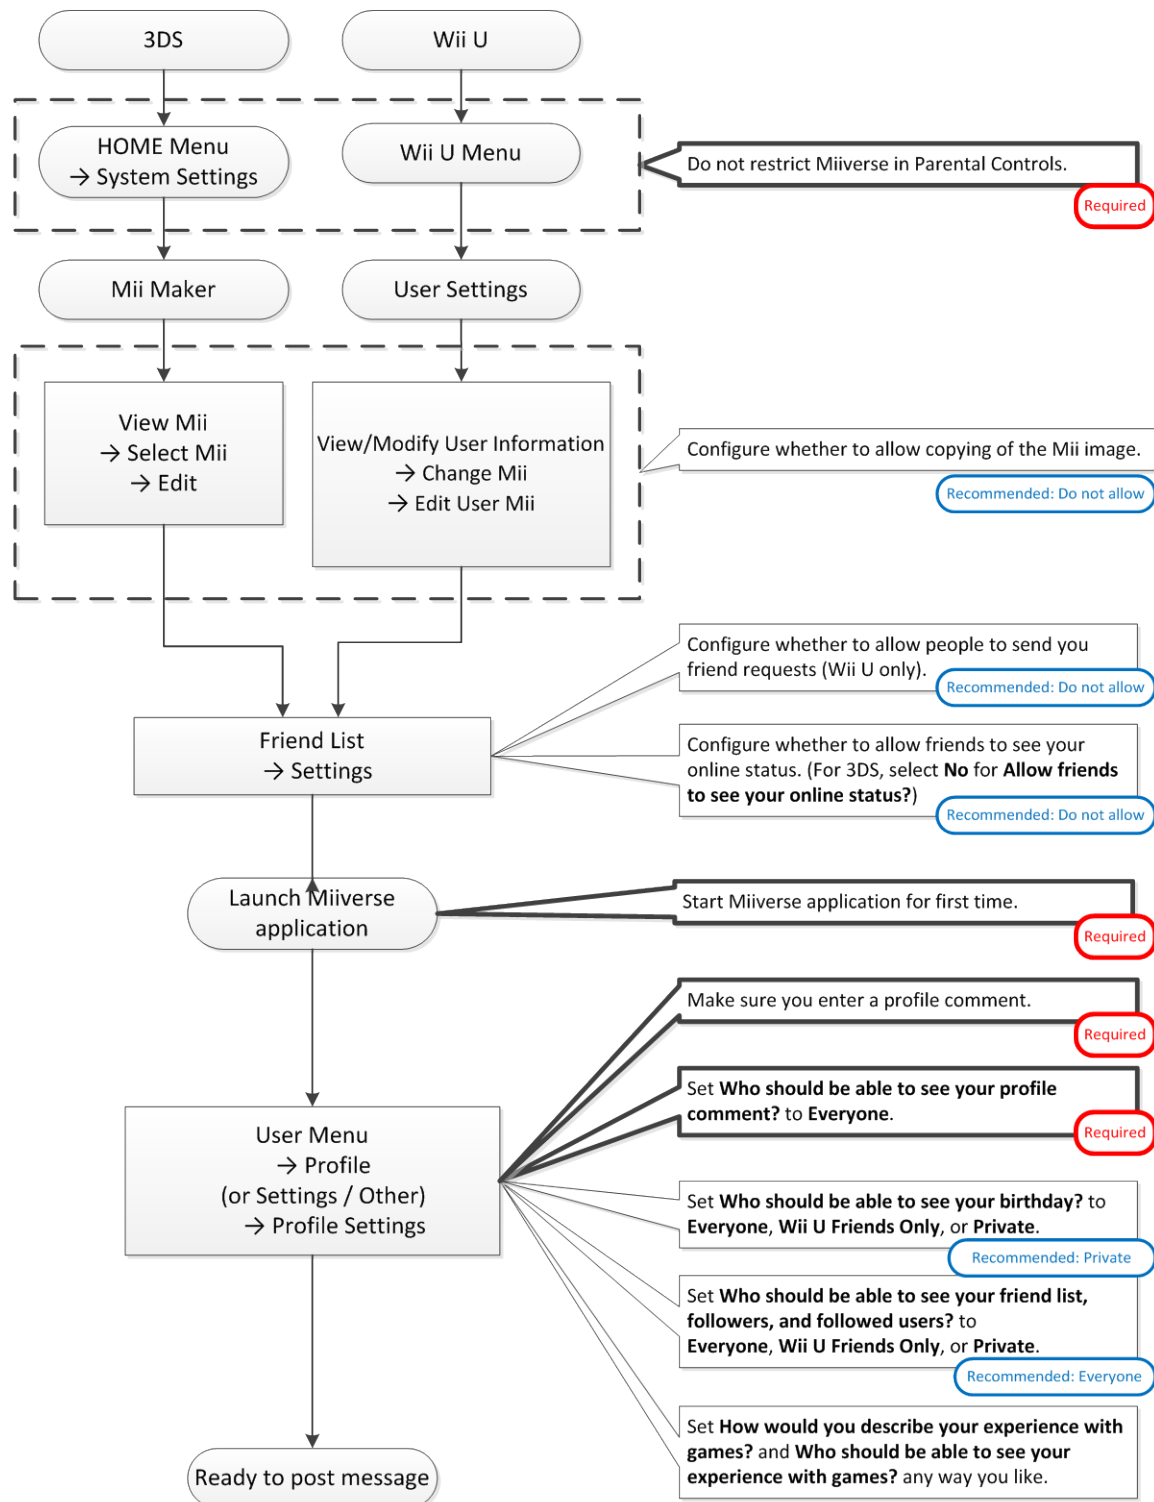 3DS
Wii U
HOME Menu
→ System Settings
Wii U Menu
Do not restrict Miiverse in Parental Controls.
Required
Mii Maker
User Settings
View Mii
→ Select Mii
→ Edit
View/Modify User Information
→ Change Mii
→ Edit User Mii
Configure whether to allow copying of the Mii image.
Recommended: Do not allow
Configure whether to allow people to send you
friend requests (Wii U only).
Recommended: Do not allow
Friend List
→ Settings
Configure whether to allow friends to see your
online status. (For 3DS, select No for Allow friends
to see your online status?)
Recommended: Do not allow
Launch Miiverse
application
Start Miiverse application for first time.
Required
Make sure you enter a profile comment.
Required
Set Who should be able to see your profile
comment? to Everyone.
Required
User Menu
→ Profile
(or Settings / Other)
→ Profile Settings
Set Who should be able to see your birthday? to
Everyone, Wii U Friends Only, or Private.
Recommended: Private
Set Who should be able to see your friend list,
followers, and followed users? to
Everyone, Wii U Friends Only, or Private.
Recommended: Everyone
Set How would you describe your experience with
games? and Who should be able to see your
experience with games? any way you like.
Ready to post message